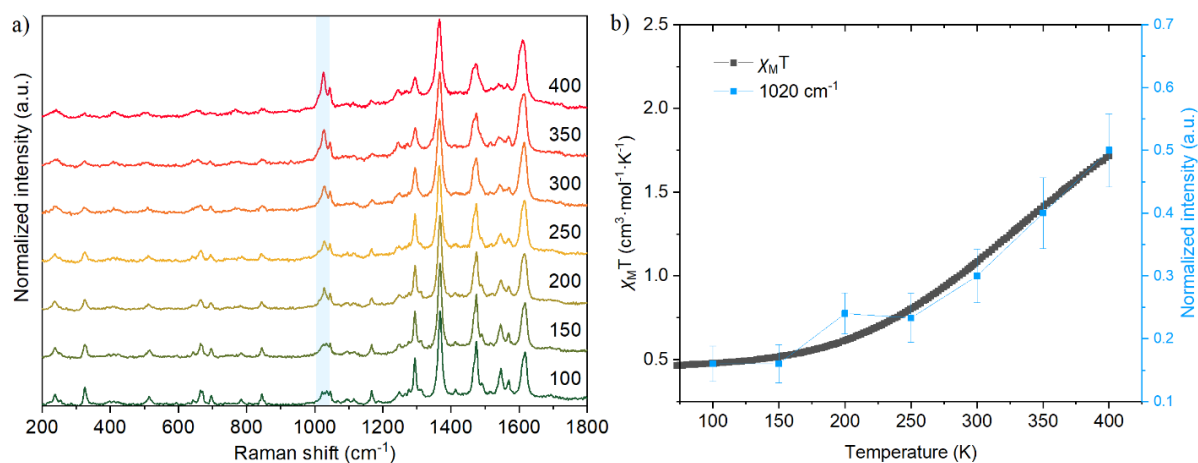 a)
Normalized intensity (a.u.)
400
350
300
250
200
150
100
200 400 600 800 1000 1200 1400 1600 1800
Raman shift (cm⁻¹)
b)
χMT (cm³·mol⁻¹·K⁻¹)
2.5
2.0
1.5
1.0
0.5
χMT
1020 cm⁻¹
0.7
0.6
0.5
0.4
0.3
0.2
0.1
Normalized intensity (a.u.)
100 150 200 250 300 350 400
Temperature (K)